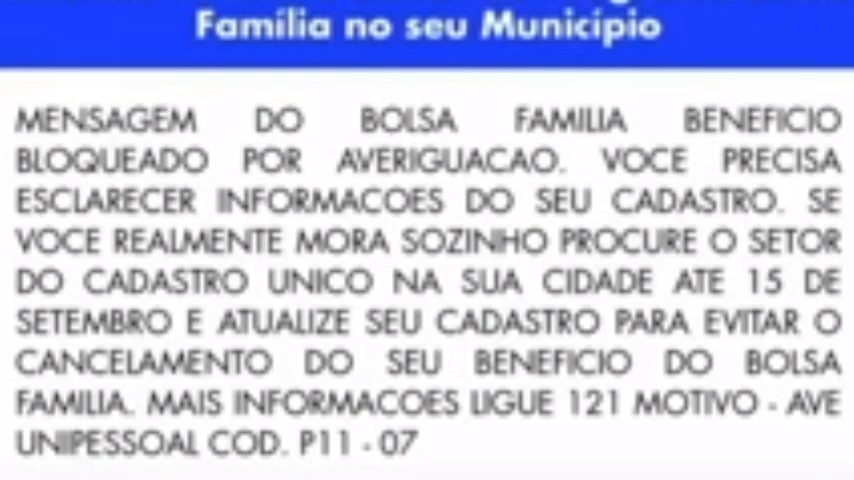 Família no seu Município
MENSAGEM DO BOLSA FAMILIA BENEFICIO
BLOQUEADO POR AVERIGUACAO. VOCE PRECISA
ESCLARECER INFORMACOES DO SEU CADASTRO. SE
VOCE REALMENTE MORA SOZINHO PROCURE O SETOR
DO CADASTRO UNICO NA SUA CIDADE ATE 15 DE
SETEMBRO E ATUALIZE SEU CADASTRO PARA EVITAR O
CANCELAMENTO DO SEU BENEFICIO DO BOLSA
FAMILIA. MAIS INFORMACOES LIGUE 121 MOTIVO - AVE
UNIPESSOAL COD. P11 - 07